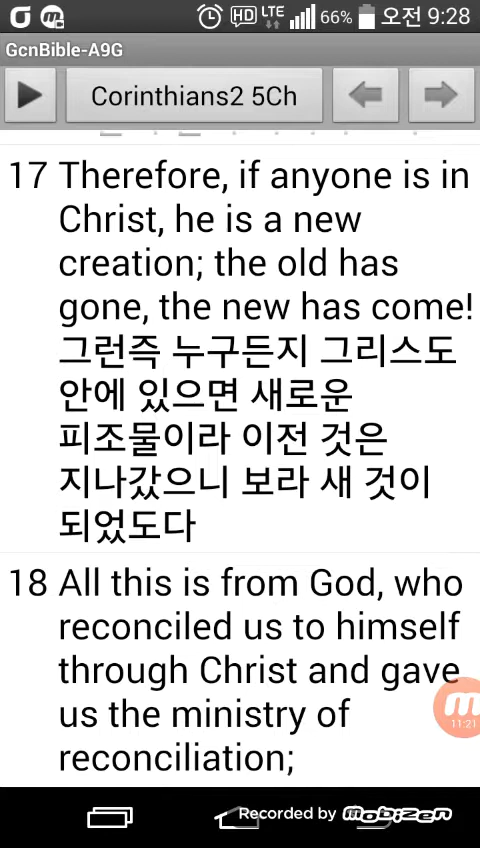 HD LTE 66% 오전 9:28
GcnBible-A9G
Corinthians2 5Ch
17 Therefore, if anyone is in
Christ, he is a new
creation; the old has
gone, the new has come!
그런즉 누구든지 그리스도
안에 있으면 새로운
피조물이라 이전 것은
지나갔으니 보라 새 것이
되었도다
18 All this is from God, who
reconciled us to himself
through Christ and gave
us the ministry of
reconciliation;
11:21
Recorded by Mobizen